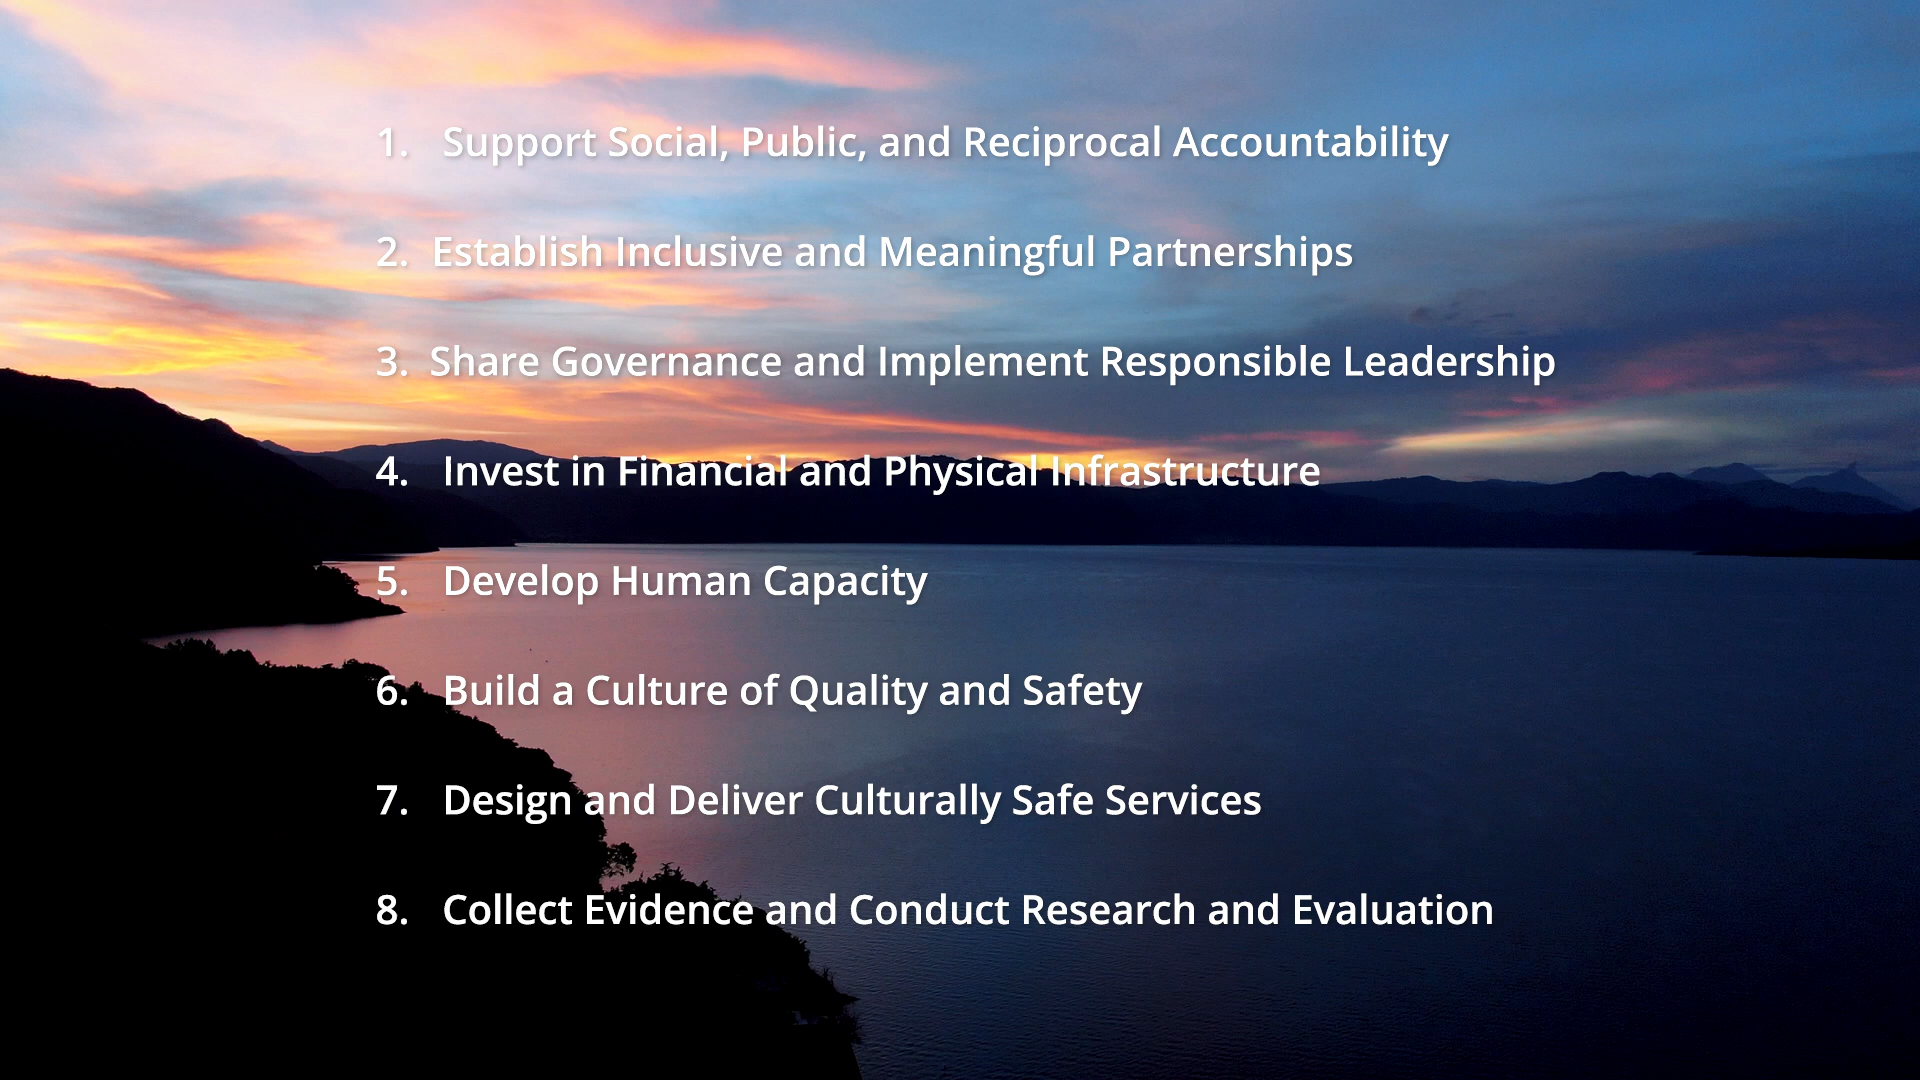 1. Support Social, Public, and Reciprocal Accountability
2. Establish Inclusive and Meaningful Partnerships
3. Share Governance and Implement Responsible Leadership
4. Invest in Financial and Physical Infrastructure
5. Develop Human Capacity
6. Build a Culture of Quality and Safety
7. Design and Deliver Culturally Safe Services
8. Collect Evidence and Conduct Research and Evaluation